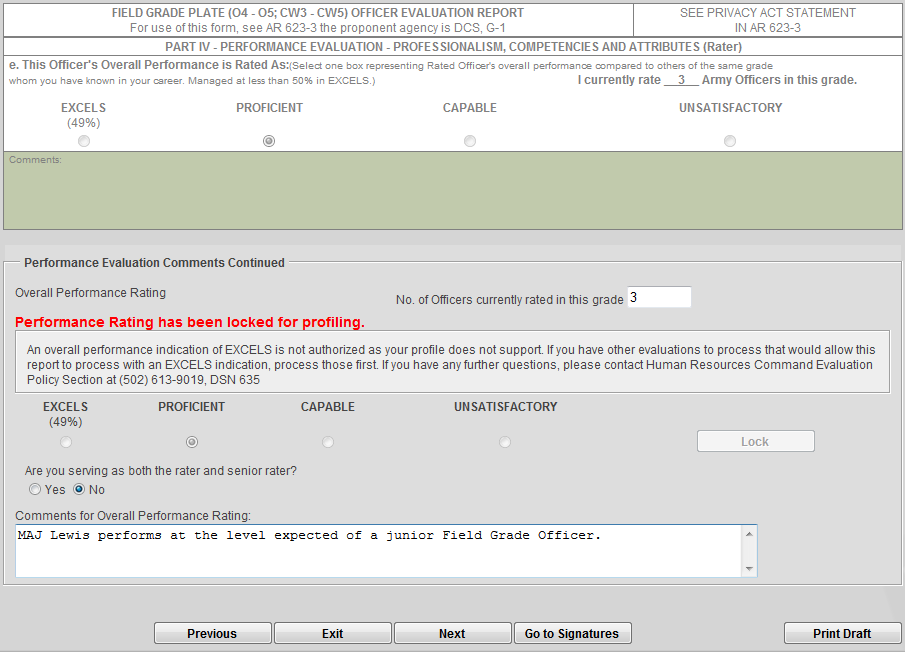 FIELD GRADE PLATE (O4 - O5; CW3 - CW5) OFFICER EVALUATION REPORT
For use of this form, see AR 623-3 the proponent agency is DCS, G-1
SEE PRIVACY ACT STATEMENT
IN AR 623-3
PART IV - PERFORMANCE EVALUATION - PROFESSIONALISM, COMPETENCIES AND ATTRIBUTES (Rater)
e. This Officer's Overall Performance is Rated As:(Select one box representing Rated Officer's overall performance compared to others of the same grade
whom you have known in your career. Managed at less than 50% in EXCELS.) I currently rate __3__ Army Officers in this grade.
EXCELS PROFICIENT CAPABLE UNSATISFACTORY
(49%)
Comments:
Performance Evaluation Comments Continued
Overall Performance Rating
No. of Officers currently rated in this grade 3
Performance Rating has been locked for profiling.
An overall performance indication of EXCELS is not authorized as your profile does not support. If you have other evaluations to process that would allow this
report to process with an EXCELS indication, process those first. If you have any further questions, please contact Human Resources Command Evaluation
Policy Section at (502) 613-9019, DSN 635
EXCELS PROFICIENT CAPABLE UNSATISFACTORY
(49%)
Lock
Are you serving as both the rater and senior rater?
Yes No
Comments for Overall Performance Rating:
MAJ Lewis performs at the level expected of a junior Field Grade Officer.
Previous Exit Next Go to Signatures Print Draft